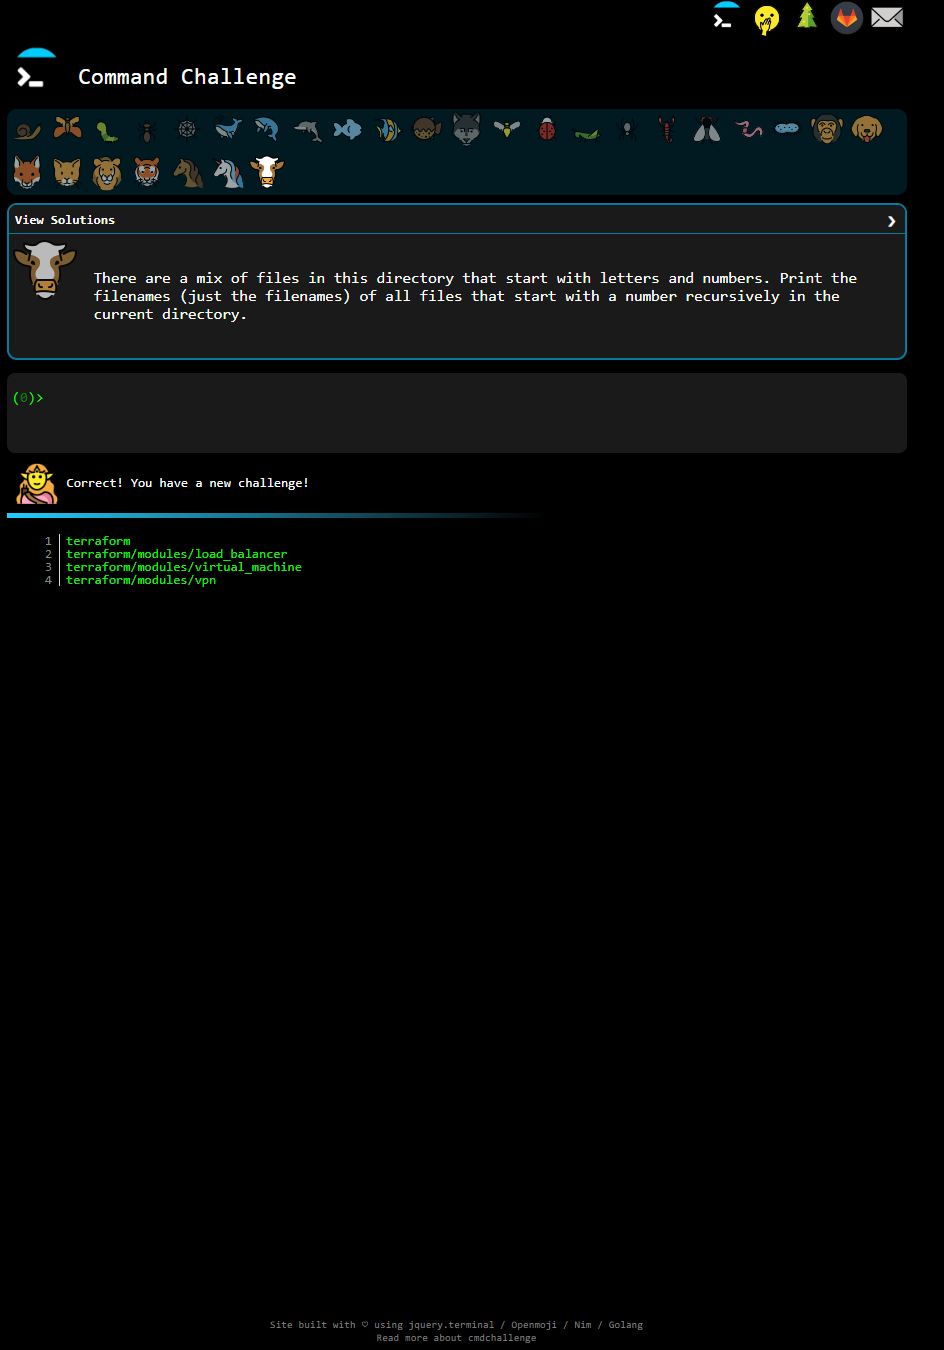 Command Challenge
View Solutions
There are a mix of files in this directory that start with letters and numbers. Print the
filenames (just the filenames) of all files that start with a number recursively in the
current directory.
(0)>
Correct! You have a new challenge!
1 terraform
2 terraform/modules/load_balancer
3 terraform/modules/virtual_machine
4 terraform/modules/vpn
Site built with ♡ using jquery.terminal / Openmoji / Nim / Golang
Read more about cmdchallenge